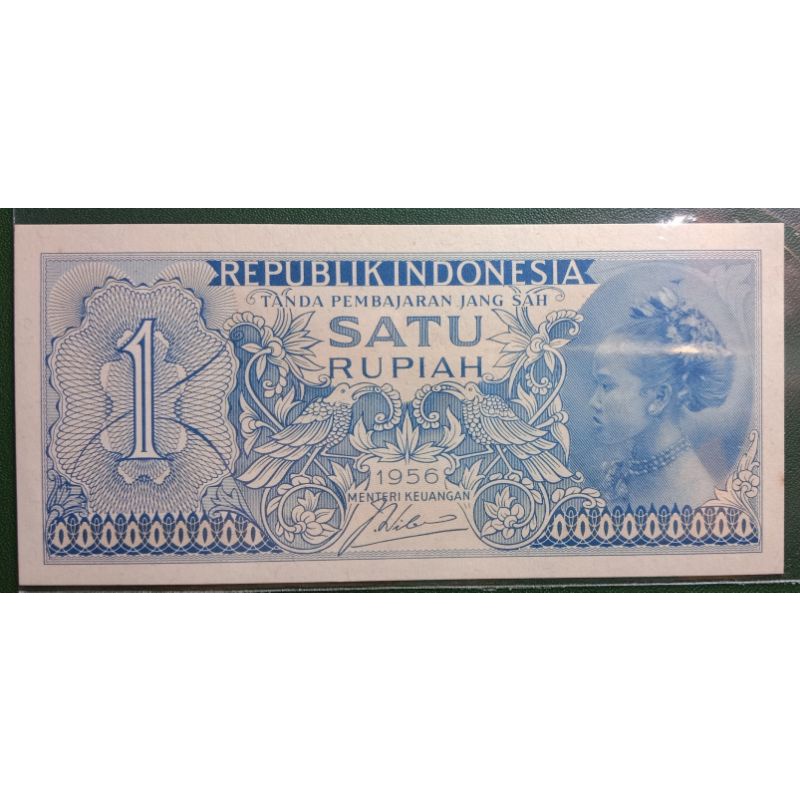 REPUBLIK INDONESIA
TANDA PEMBAJARAN JANG SAH
SATU
RUPIAH
1
1956
MENTERI KEUANGAN